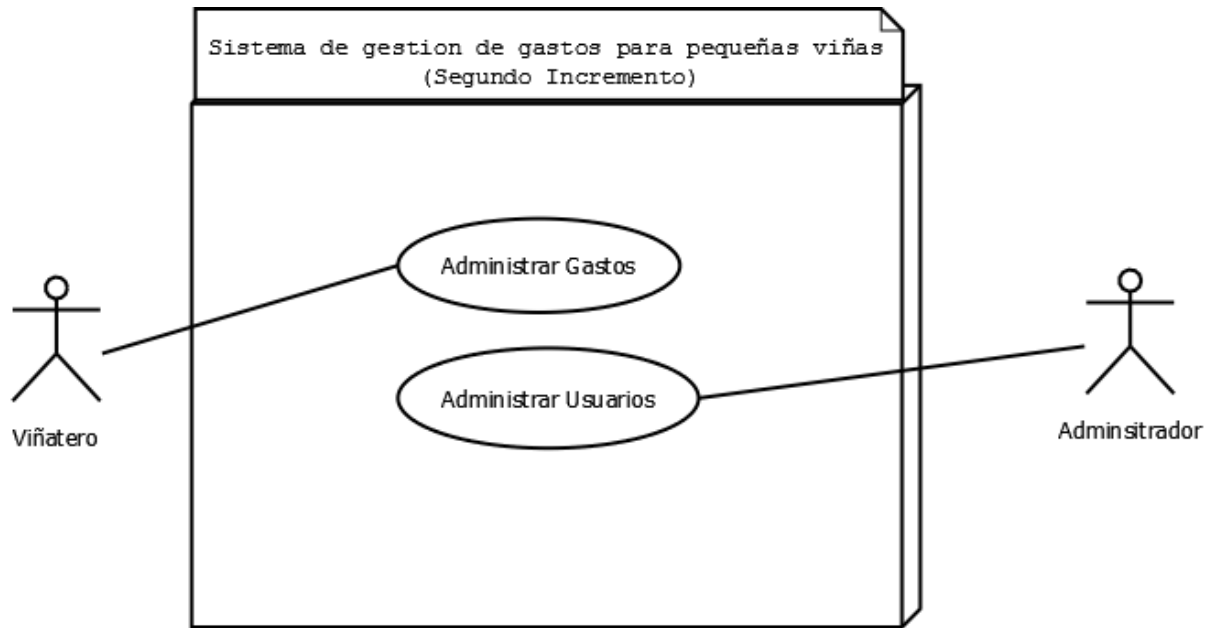 Sistema de gestion de gastos para pequeñas viñas
(Segundo Incremento)
Administrar Gastos
Administrar Usuarios
Viñatero
Adminsitrador